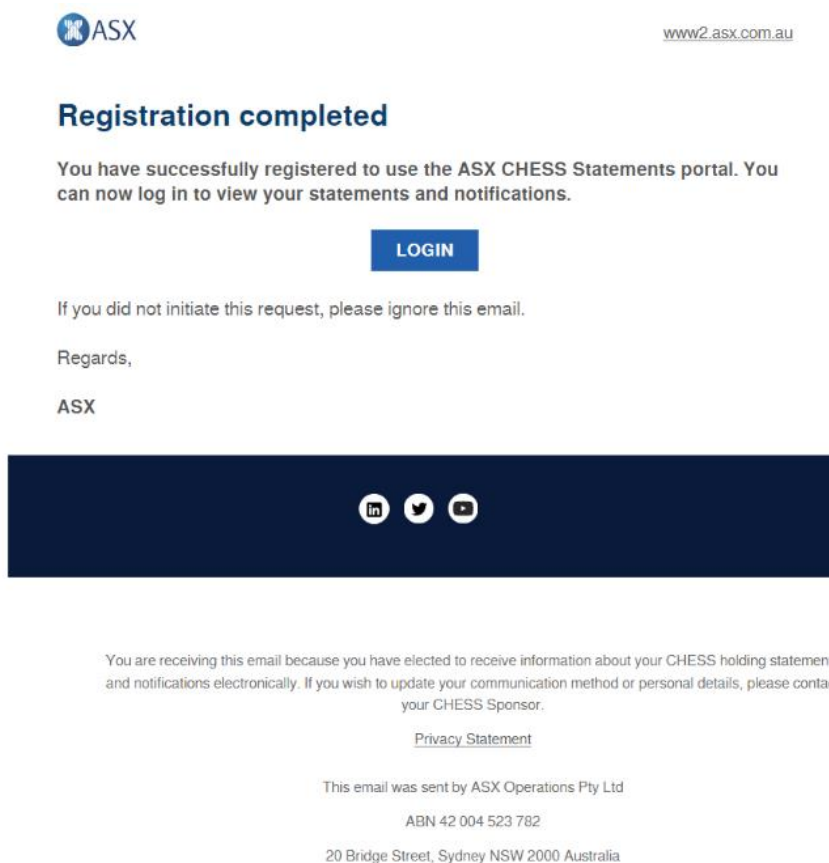 ASX
www2.asx.com.au
Registration completed
You have successfully registered to use the ASX CHESS Statements portal. You
can now log in to view your statements and notifications.
LOGIN
If you did not initiate this request, please ignore this email.
Regards,
ASX
in
You are receiving this email because you have elected to receive information about your CHESS holding statemen
and notifications electronically. If you wish to update your communication method or personal details, please conta
your CHESS Sponsor.
Privacy Statement
This email was sent by ASX Operations Pty Ltd
ABN 42 004 523 782
20 Bridge Street, Sydney NSW 2000 Australia